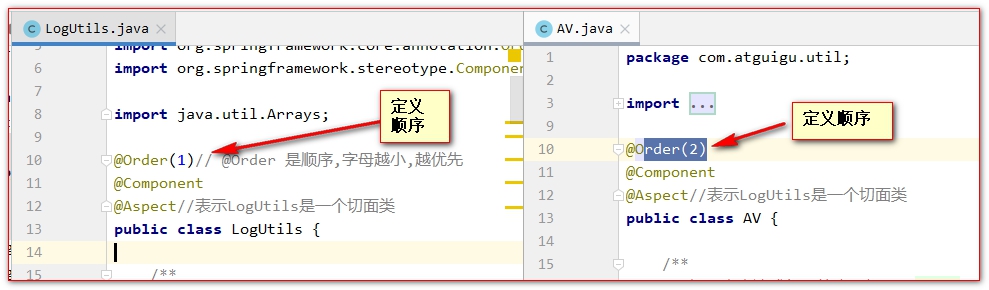 LogUtils.java
5
import org.springframework.core.annotation.Or
6
import org.springframework.stereotype.Component
7
8
import java.util.Arrays;
9
10
@Order(1)// @Order 是顺序,字母越小,越优先
11
@Component
12
@Aspect//表示LogUtils是一个切面类
13
public class LogUtils {
14
15
/**
定义
顺序
AV.java
1
package com.atguigu.util;
2
3
import ...
9
10
@Order(2)
11
@Component
12
@Aspect//表示LogUtils是一个切面类
13
public class AV {
14
15
/**
定义顺序